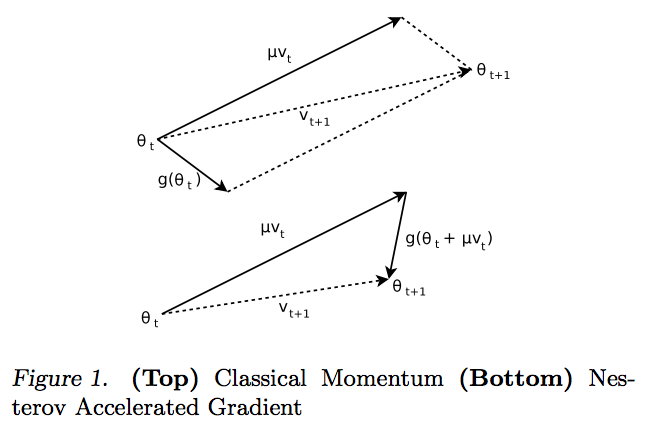 μv_t
θ_{t+1}
v_{t+1}
θ_t
g(θ_t)
μv_t
g(θ_t + μv_t)
θ_{t+1}
v_{t+1}
θ_t
Figure 1. (Top) Classical Momentum (Bottom) Nes-
terov Accelerated Gradient